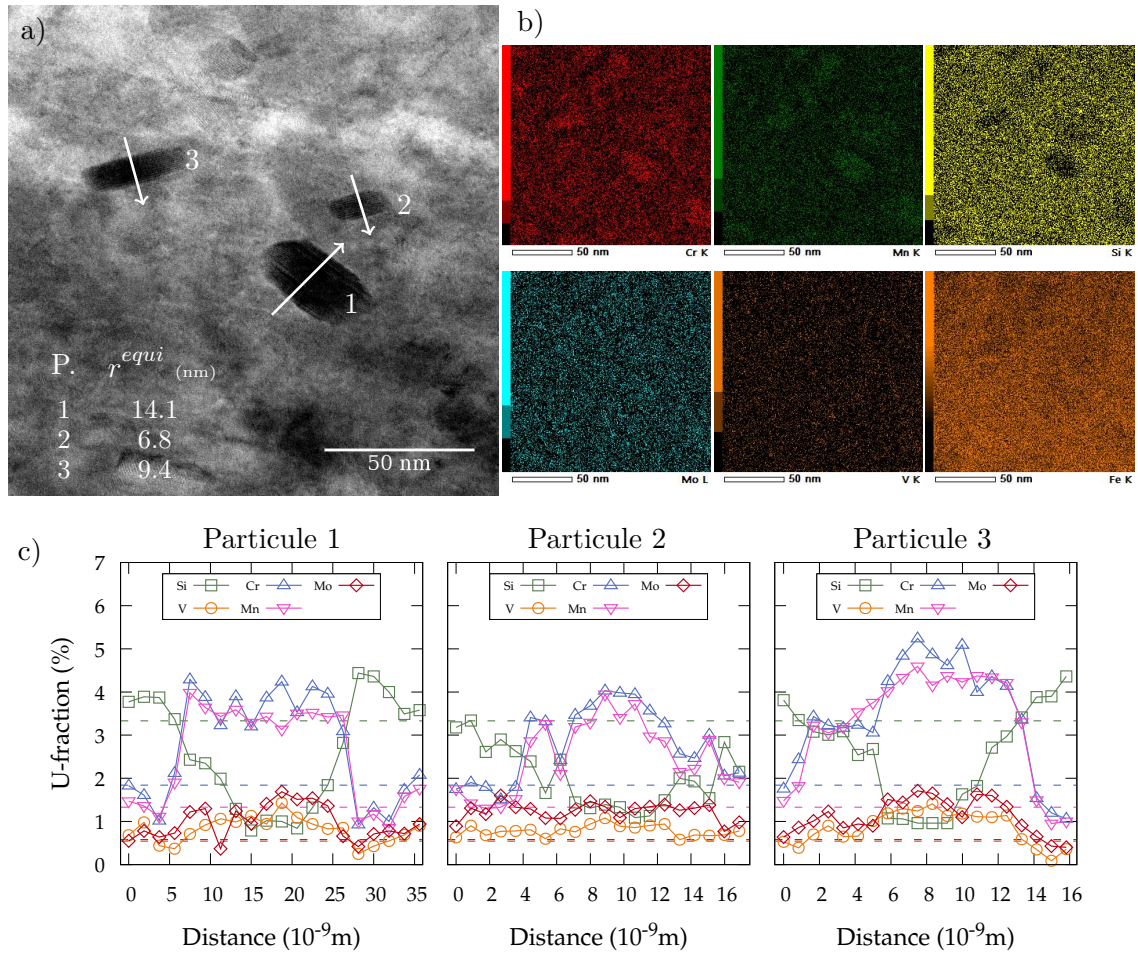 a)
3
2
1
P. r^equi (nm)
1 14.1
2 6.8
3 9.4
50 nm
b)
50 nm Cr K
50 nm Mn K
50 nm Si K
50 nm Mo L
50 nm V K
50 nm Fe K
c)
Particule 1
Particule 2
Particule 3
U-fraction (%)
7
6
5
4
3
2
1
0
Si Cr Mo
V Mn
Si Cr Mo
V Mn
Si Cr Mo
V Mn
0 5 10 15 20 25 30 35
0 2 4 6 8 10 12 14 16
0 2 4 6 8 10 12 14 16
Distance (10⁻⁹m)
Distance (10⁻⁹m)
Distance (10⁻⁹m)